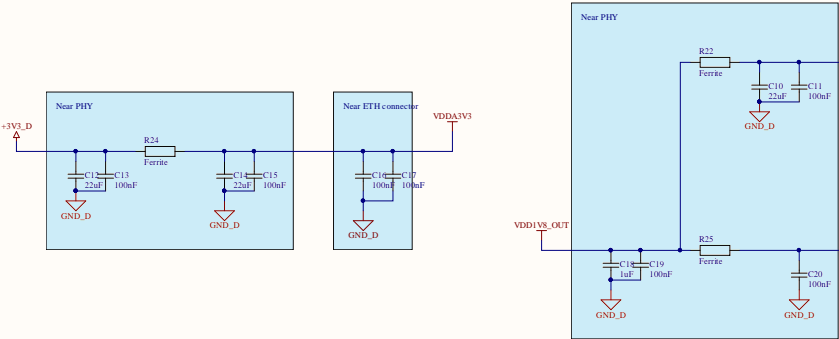 Near PHY
R22
Ferrite
C10
22uF
C11
100nF
GND_D
Near PHY
Near ETH connector
VDDA3V3
+3V3_D
R24
Ferrite
C12
22uF
C13
100nF
C14
22uF
C15
100nF
C16
100nF
C17
100nF
GND_D
GND_D
GND_D
VDD1V8_OUT
R25
Ferrite
C18
1uF
C19
100nF
C20
100nF
GND_D
GND_D